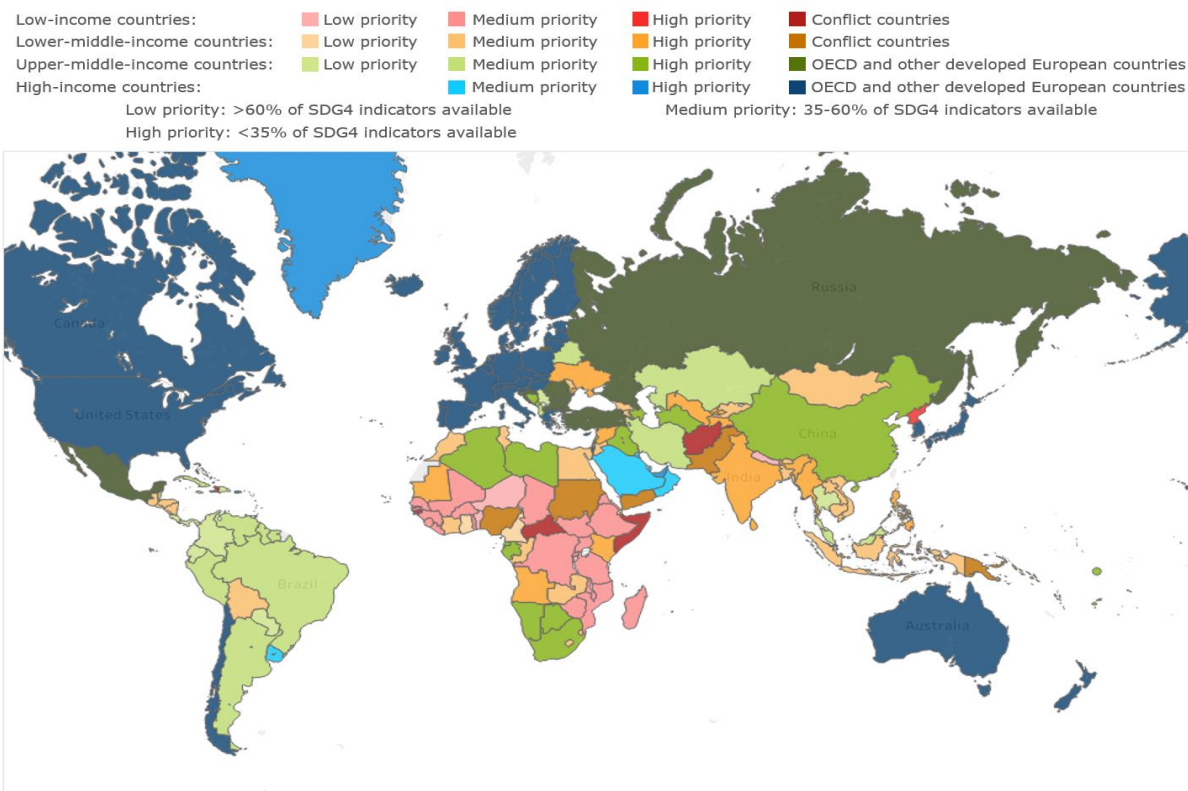 Low-income countries: Low priority Medium priority High priority Conflict countries
Lower-middle-income countries: Low priority Medium priority High priority Conflict countries
Upper-middle-income countries: Low priority Medium priority High priority OECD and other developed European countries
High-income countries: Medium priority High priority OECD and other developed European countries
Low priority: >60% of SDG4 indicators available Medium priority: 35-60% of SDG4 indicators available
High priority: <35% of SDG4 indicators available
Russia
Canada
United States
China
India
Brazil
Australia